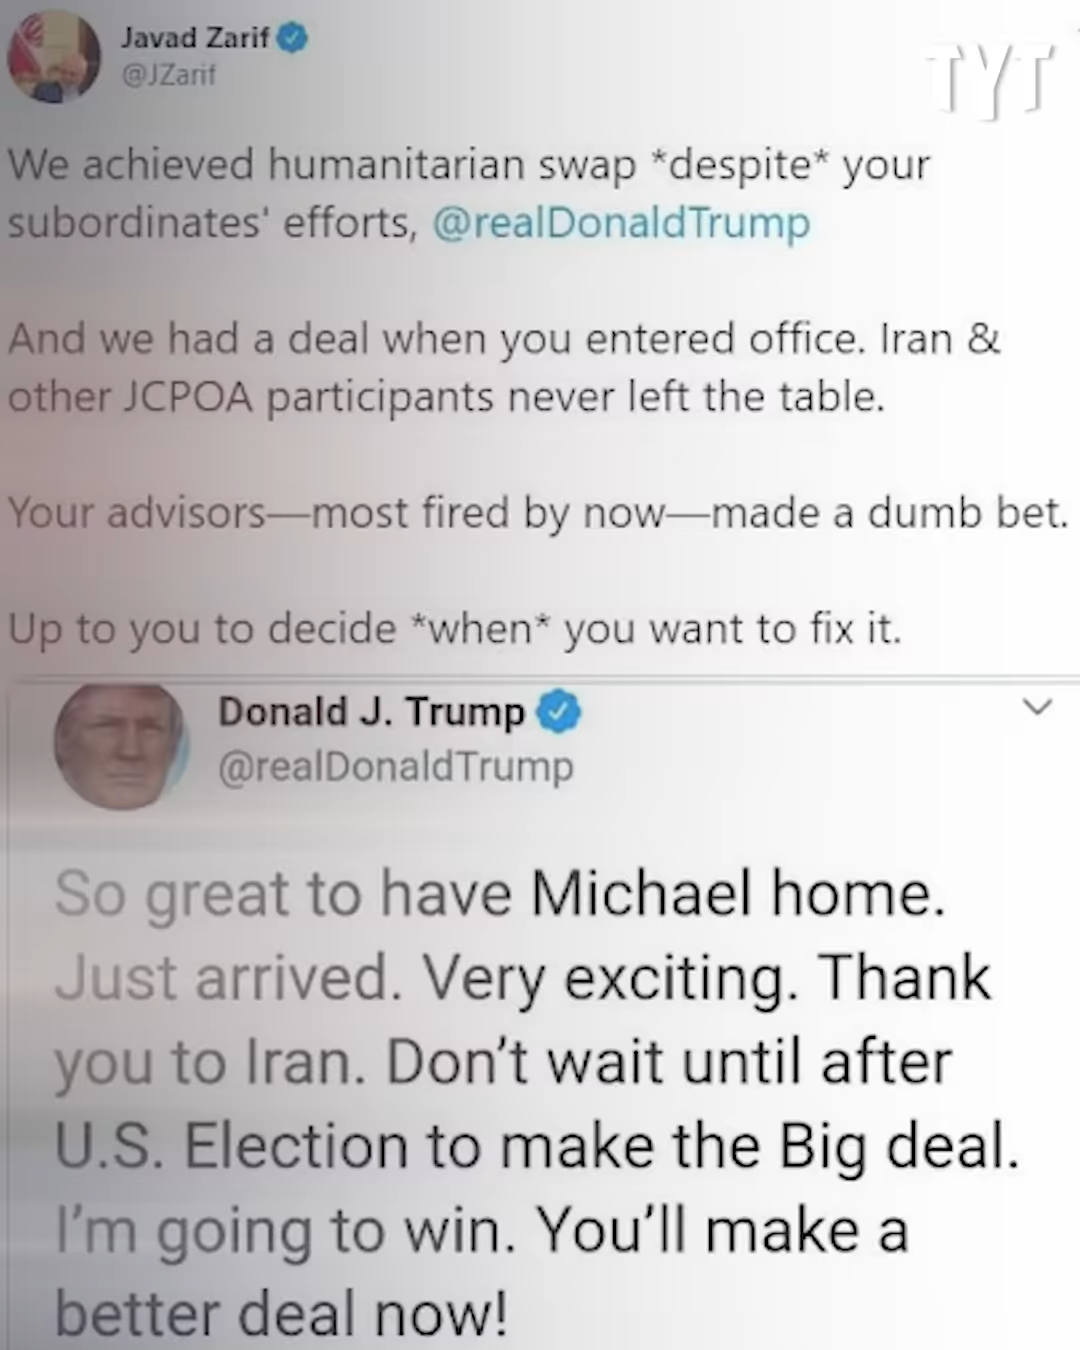 Javad Zarif
@JZarif
TYT
We achieved humanitarian swap *despite* your
subordinates' efforts, @realDonaldTrump
And we had a deal when you entered office. Iran &
other JCPOA participants never left the table.
Your advisors—most fired by now—made a dumb bet.
Up to you to decide *when* you want to fix it.
Donald J. Trump
@realDonaldTrump
So great to have Michael home.
Just arrived. Very exciting. Thank
you to Iran. Don't wait until after
U.S. Election to make the Big deal.
I'm going to win. You'll make a
better deal now!